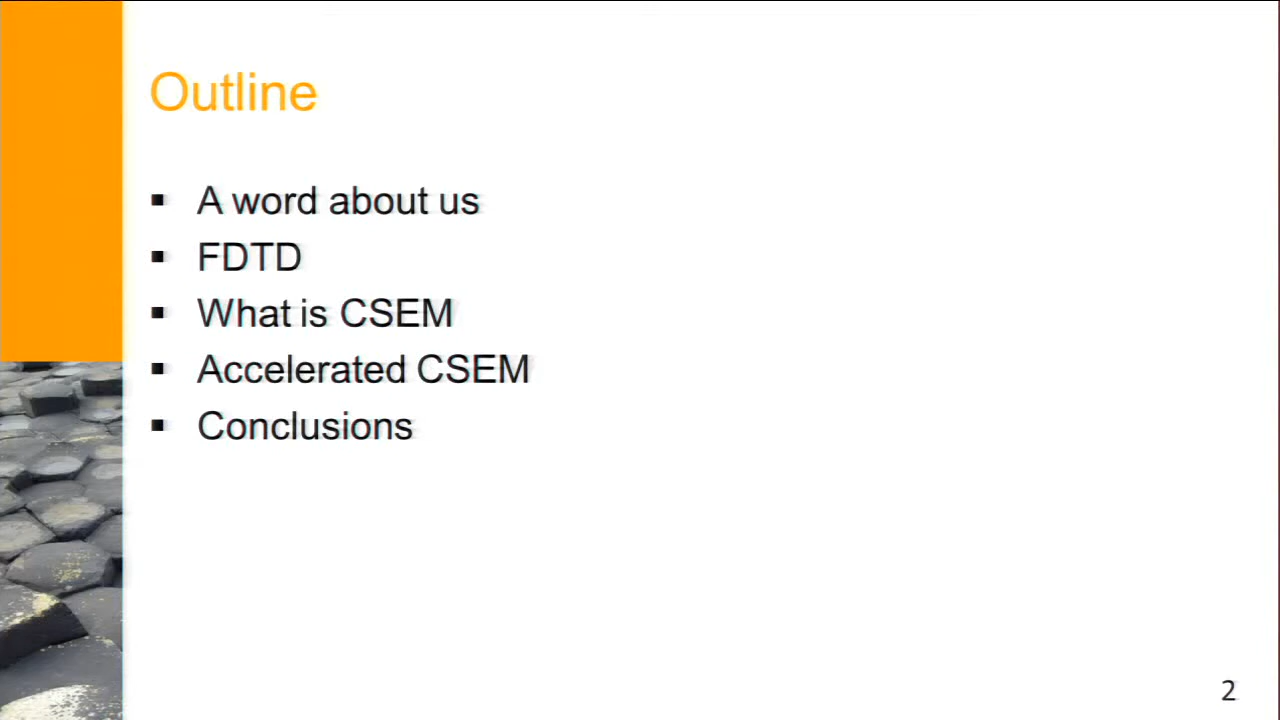 Outline
▪ A word about us
▪ FDTD
▪ What is CSEM
▪ Accelerated CSEM
▪ Conclusions
2